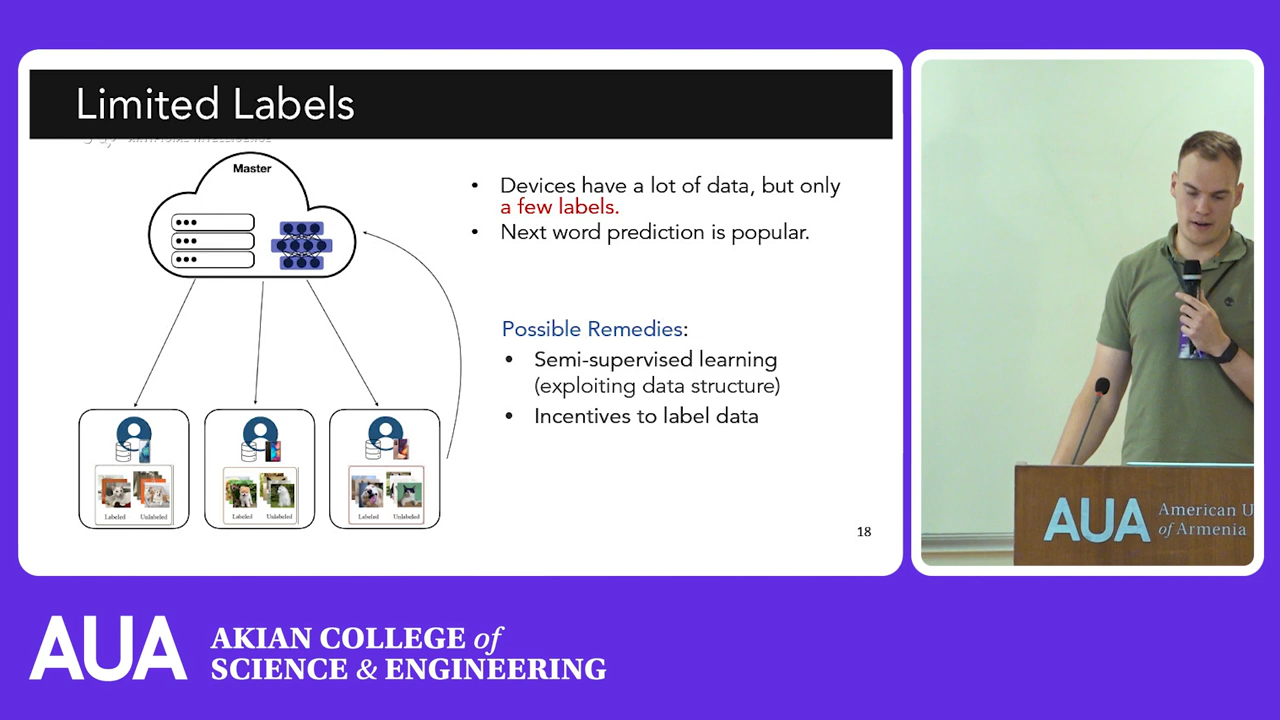 Limited Labels
ARTIFICIAL INTELLIGENCE
Master
• Devices have a lot of data, but only
a few labels.
• Next word prediction is popular.
Possible Remedies:
• Semi-supervised learning
(exploiting data structure)
• Incentives to label data
Labeled Unlabeled
Labeled Unlabeled
Labeled Unlabeled
18
AUA American U
of Armenia
AUA AKIAN COLLEGE of
SCIENCE & ENGINEERING